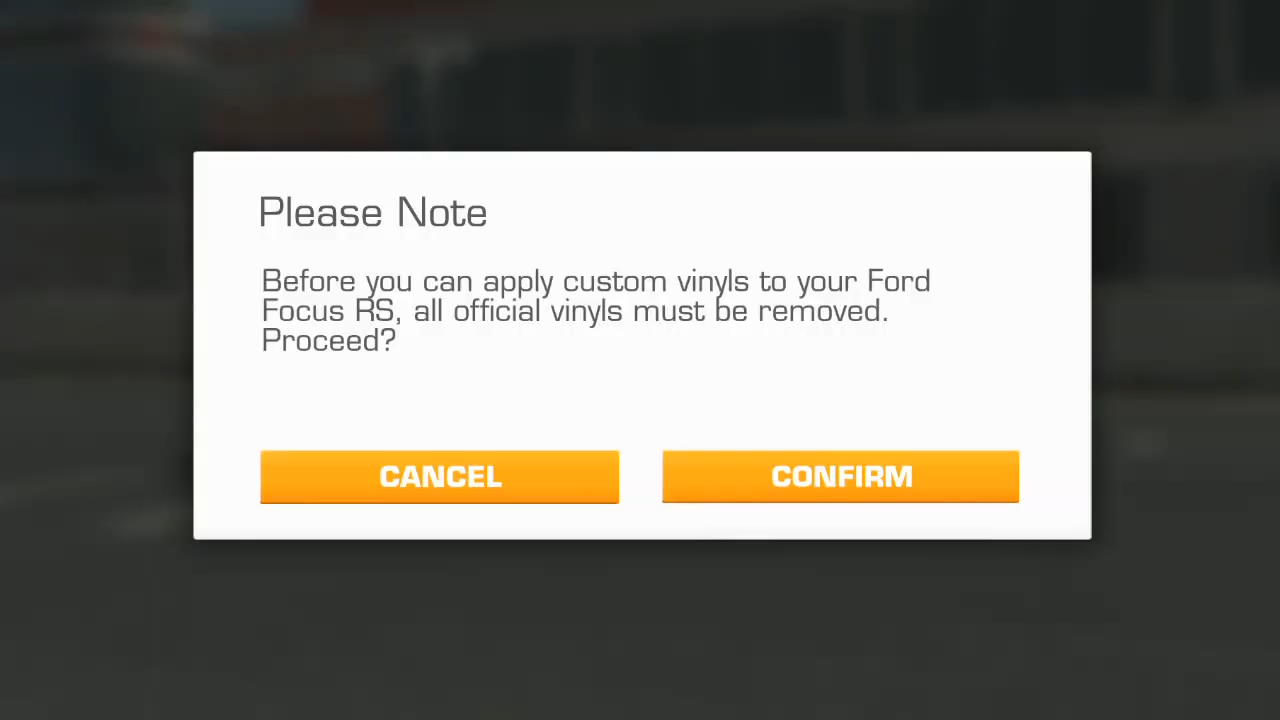 Please Note
Before you can apply custom vinyls to your Ford
Focus RS, all official vinyls must be removed.
Proceed?
CANCEL
CONFIRM